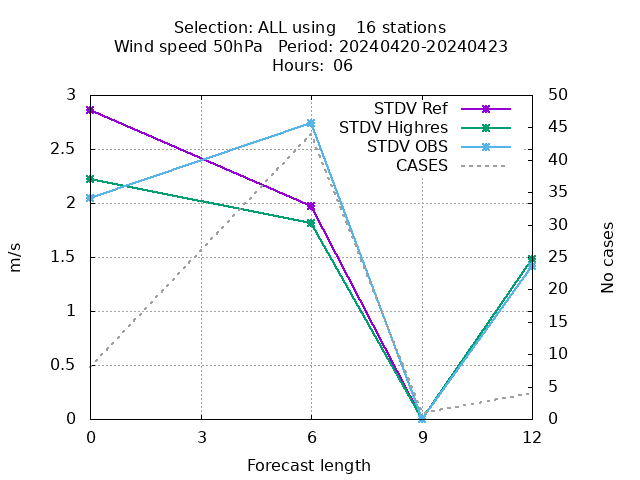 Selection: ALL using    16 stations
Wind speed 50hPa   Period: 20240420-20240423
Hours:  06
STDV Ref
STDV Highres
STDV OBS
CASES
3
2.5
2
1.5
1
0.5
0
50
45
40
35
30
25
20
15
10
5
0
m/s
No cases
0
3
6
9
12
Forecast length